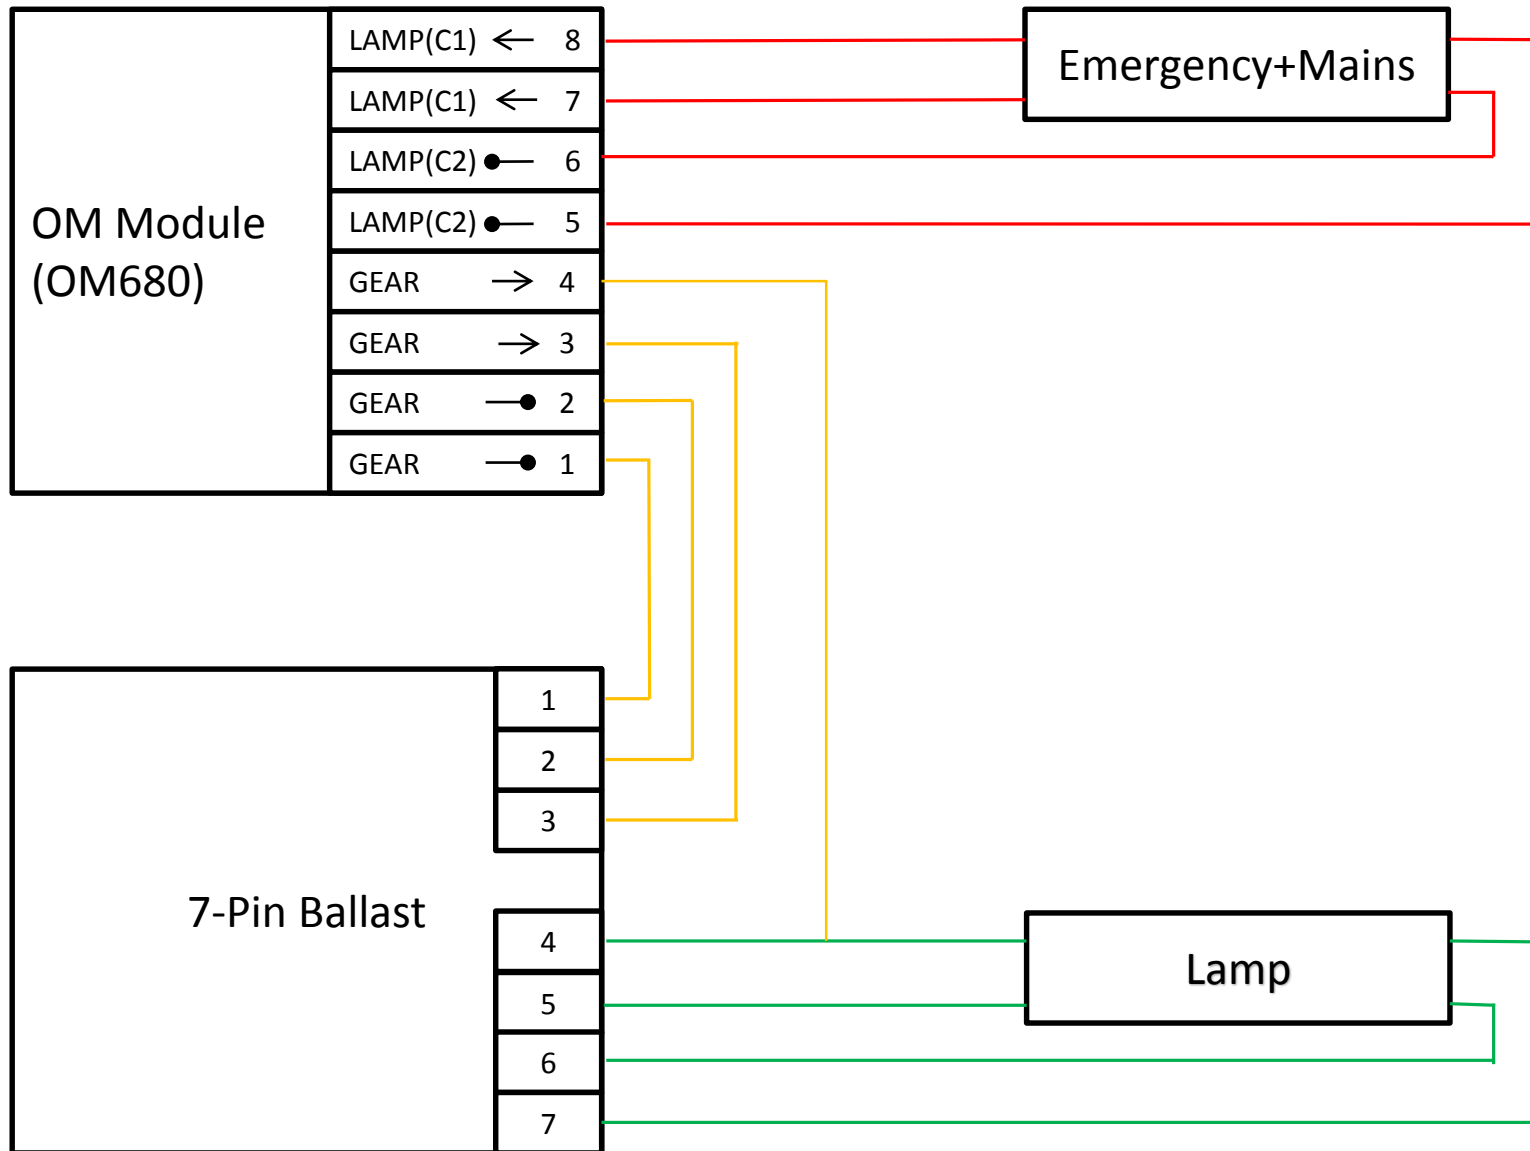 OM Module
(OM680)
LAMP(C1) ← 8
LAMP(C1) ← 7
LAMP(C2) 6
LAMP(C2) 5
GEAR → 4
GEAR → 3
GEAR 2
GEAR 1
Emergency+Mains
7-Pin Ballast
1
2
3
4
5
6
7
Lamp